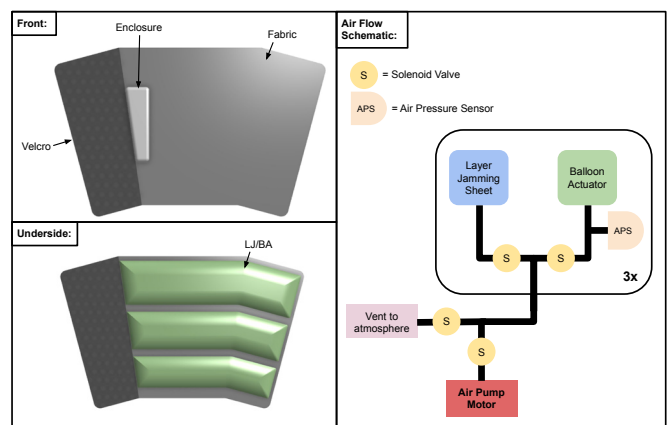 Front:
Enclosure
Fabric
Velcro
Underside:
LJ/BA
Air Flow
Schematic:
S
= Solenoid Valve
APS
= Air Pressure Sensor
Layer
Jamming
Sheet
Balloon
Actuator
APS
S
S
3x
Vent to
atmosphere
S
S
Air Pump
Motor